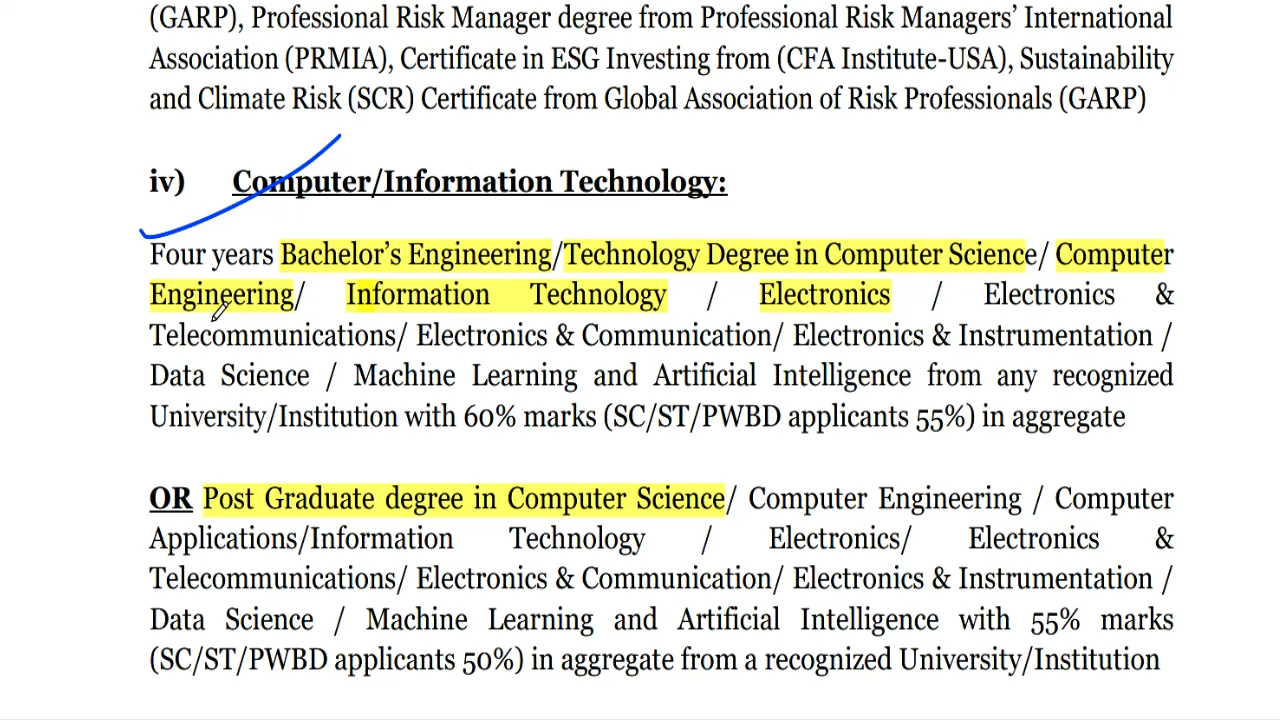 (GARP), Professional Risk Manager degree from Professional Risk Managers’ International
Association (PRMIA), Certificate in ESG Investing from (CFA Institute-USA), Sustainability
and Climate Risk (SCR) Certificate from Global Association of Risk Professionals (GARP)
iv) Computer/Information Technology:
Four years Bachelor’s Engineering/Technology Degree in Computer Science/ Computer
Engineering/ Information Technology / Electronics / Electronics &
Telecommunications/ Electronics & Communication/ Electronics & Instrumentation /
Data Science / Machine Learning and Artificial Intelligence from any recognized
University/Institution with 60% marks (SC/ST/PWBD applicants 55%) in aggregate
OR Post Graduate degree in Computer Science/ Computer Engineering / Computer
Applications/Information Technology / Electronics/ Electronics &
Telecommunications/ Electronics & Communication/ Electronics & Instrumentation /
Data Science / Machine Learning and Artificial Intelligence with 55% marks
(SC/ST/PWBD applicants 50%) in aggregate from a recognized University/Institution